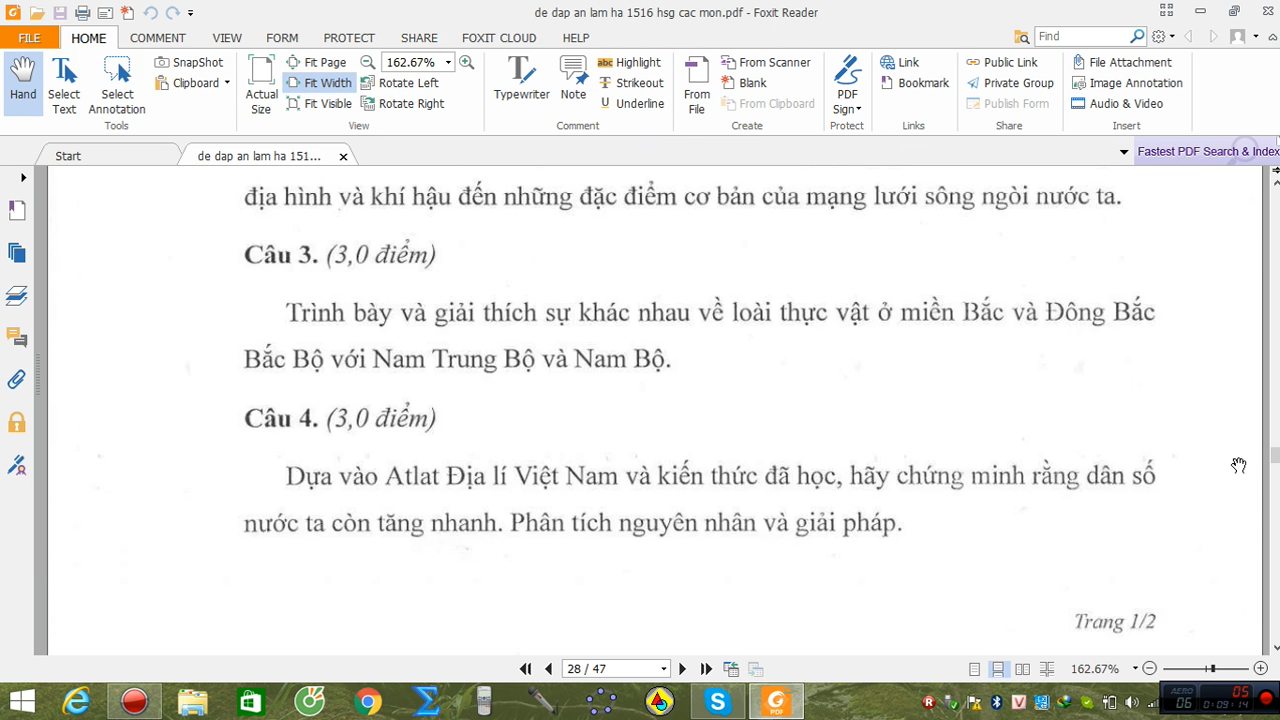 de dap an lam ha 1516 hsg cac mon.pdf - Foxit Reader
FILE HOME COMMENT VIEW FORM PROTECT SHARE FOXIT CLOUD HELP Find
SnapShot Fit Page 162.67% Highlight From Scanner Link Public Link File Attachment
Clipboard Fit Width Rotate Left Strikeout Blank Bookmark Private Group Image Annotation
Hand Select Text Select Annotation Actual Size Fit Visible Rotate Right Typewriter Note Underline From File From Clipboard PDF Sign Publish Form Audio & Video
Tools View Comment Create Protect Links Share Insert
Start de dap an lam ha 151... Fastest PDF Search & Index
địa hình và khí hậu đến những đặc điểm cơ bản của mạng lưới sông ngòi nước ta.
Câu 3. (3,0 điểm)
Trình bày và giải thích sự khác nhau về loài thực vật ở miền Bắc và Đông Bắc
Bắc Bộ với Nam Trung Bộ và Nam Bộ.
Câu 4. (3,0 điểm)
Dựa vào Atlat Địa lí Việt Nam và kiến thức đã học, hãy chứng minh rằng dân số
nước ta còn tăng nhanh. Phân tích nguyên nhân và giải pháp.
Trang 1/2
28 / 47 162.67%
AERO 06 05 0:09:14